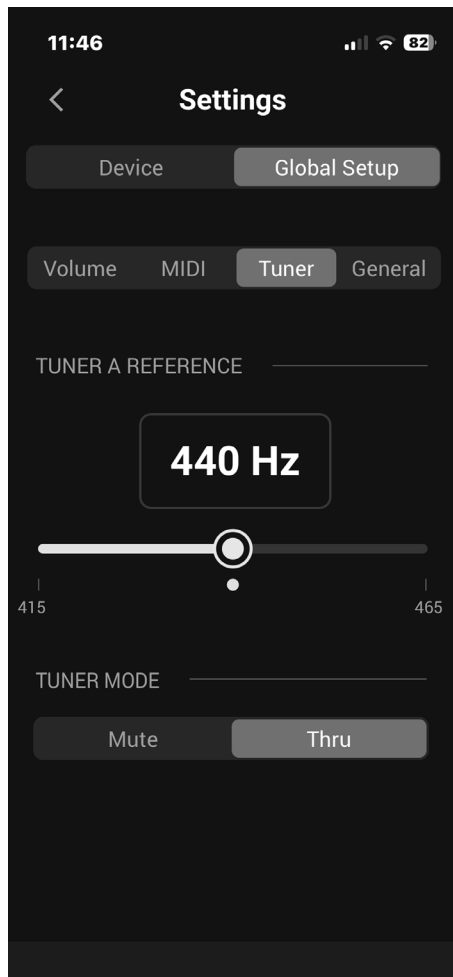 11:46 82
Settings
Device Global Setup
Volume MIDI Tuner General
TUNER A REFERENCE
440 Hz
415 465
TUNER MODE
Mute Thru